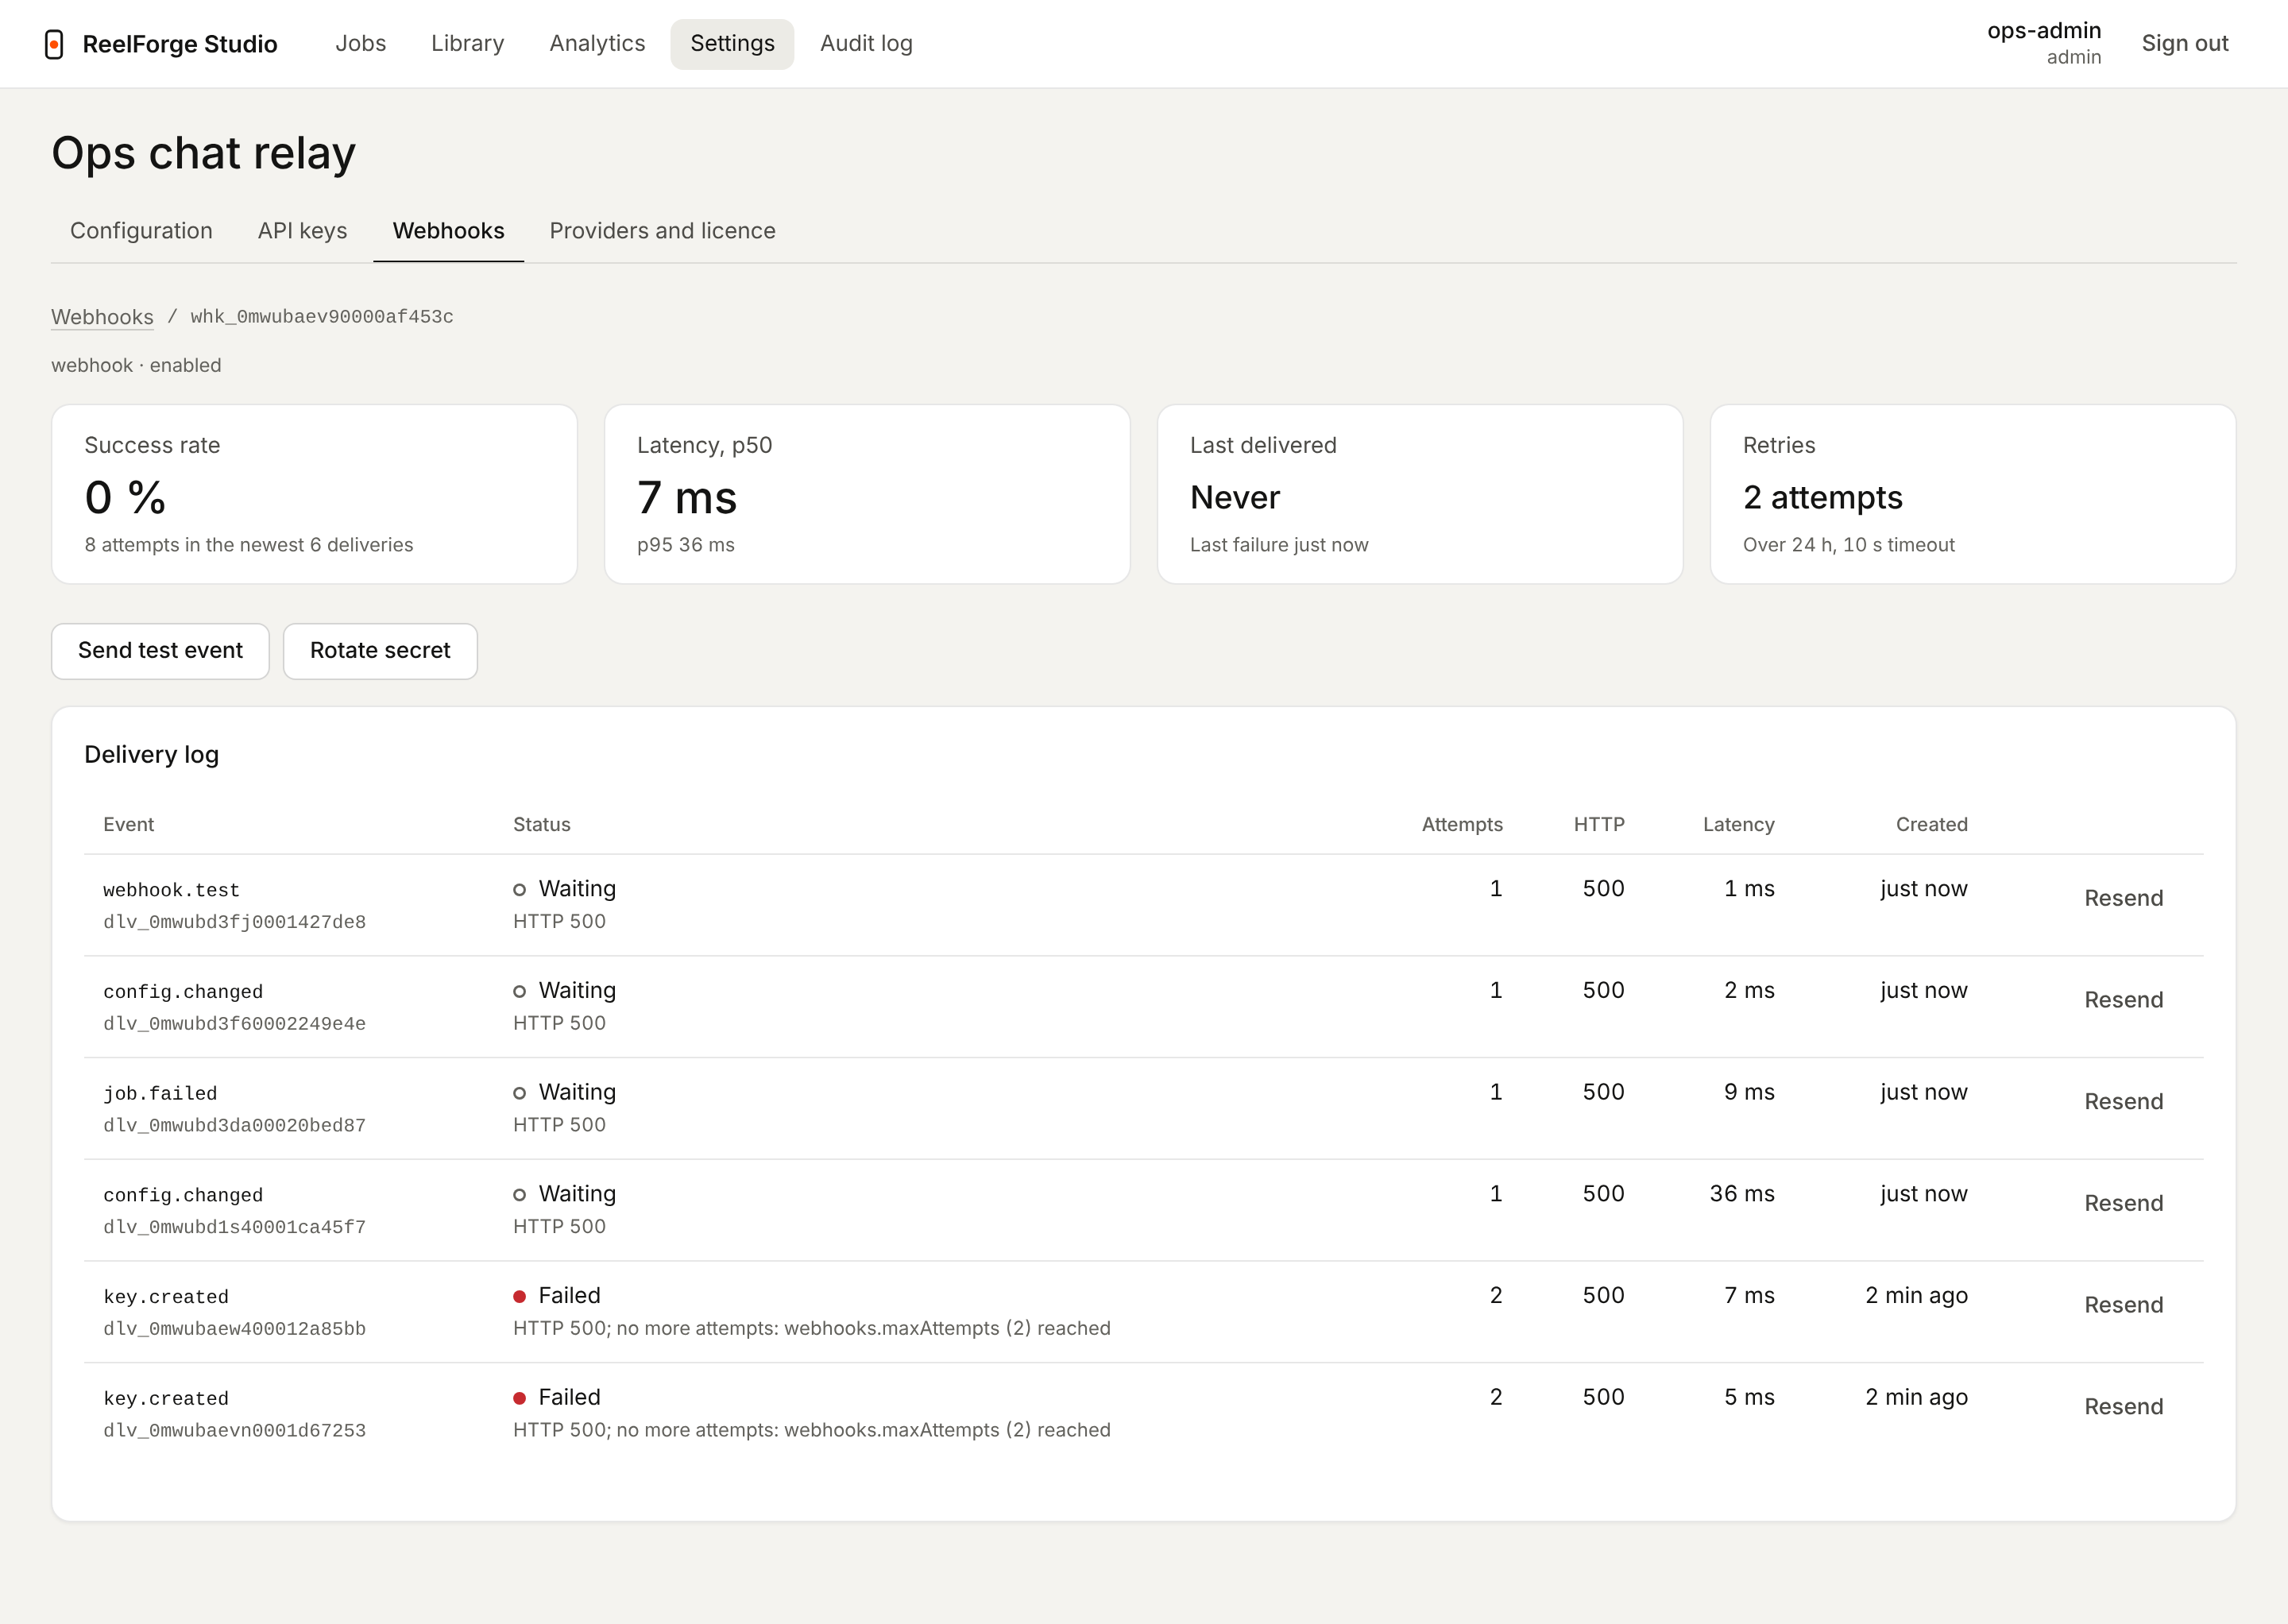 ReelForge Studio Jobs Library Analytics Settings Audit log ops-admin admin Sign out
Ops chat relay
Configuration API keys Webhooks Providers and licence
Webhooks / whk_0mwubaev90000af453c
webhook · enabled
Success rate
0 %
8 attempts in the newest 6 deliveries
Latency, p50
7 ms
p95 36 ms
Last delivered
Never
Last failure just now
Retries
2 attempts
Over 24 h, 10 s timeout
Send test event Rotate secret
Delivery log
Event Status Attempts HTTP Latency Created
webhook.test Waiting 1 500 1 ms just now Resend
dlv_0mwubd3fj0001427de8 HTTP 500
config.changed Waiting 1 500 2 ms just now Resend
dlv_0mwubd3f60002249e4e HTTP 500
job.failed Waiting 1 500 9 ms just now Resend
dlv_0mwubd3da00020bed87 HTTP 500
config.changed Waiting 1 500 36 ms just now Resend
dlv_0mwubd1s40001ca45f7 HTTP 500
key.created Failed 2 500 7 ms 2 min ago Resend
dlv_0mwubaew400012a85bb HTTP 500; no more attempts: webhooks.maxAttempts (2) reached
key.created Failed 2 500 5 ms 2 min ago Resend
dlv_0mwubaevn0001d67253 HTTP 500; no more attempts: webhooks.maxAttempts (2) reached